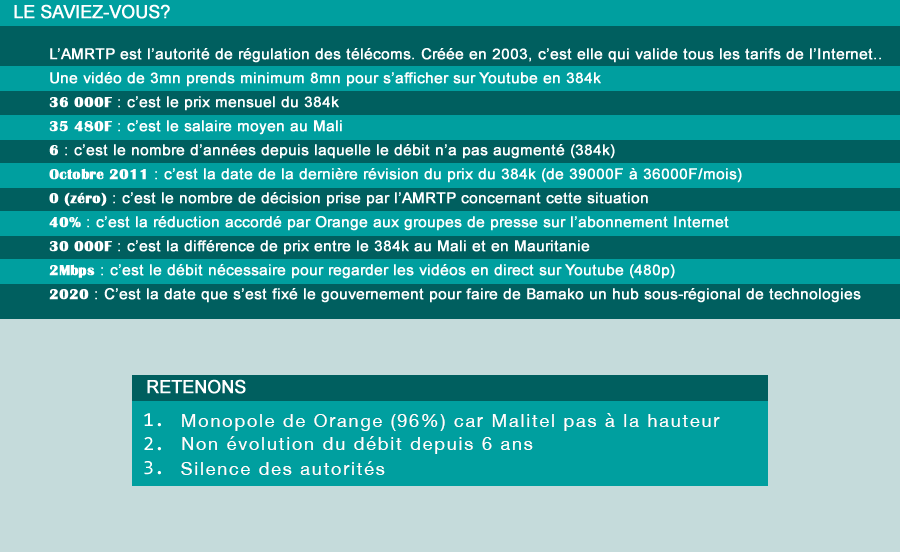 LE SAVIEZ-VOUS?
L'AMRTP est l'autorité de régulation des télécoms. Créée en 2003, c'est elle qui valide tous les tarifs de l'Internet..
Une vidéo de 3mn prends minimum 8mn pour s'afficher sur Youtube en 384k
36 000F : c'est le prix mensuel du 384k
35 480F : c'est le salaire moyen au Mali
6 : c'est le nombre d'années depuis laquelle le débit n'a pas augmenté (384k)
Octobre 2011 : c'est la date de la dernière révision du prix du 384k (de 39000F à 36000F/mois)
0 (zéro) : c'est le nombre de décision prise par l'AMRTP concernant cette situation
40% : c'est la réduction accordé par Orange aux groupes de presse sur l'abonnement Internet
30 000F : c'est la différence de prix entre le 384k au Mali et en Mauritanie
2Mbps : c'est le débit nécessaire pour regarder les vidéos en direct sur Youtube (480p)
2020 : C'est la date que s'est fixé le gouvernement pour faire de Bamako un hub sous-régional de technologies
RETENONS
1. Monopole de Orange (96%) car Malitel pas à la hauteur
2. Non évolution du débit depuis 6 ans
3. Silence des autorités